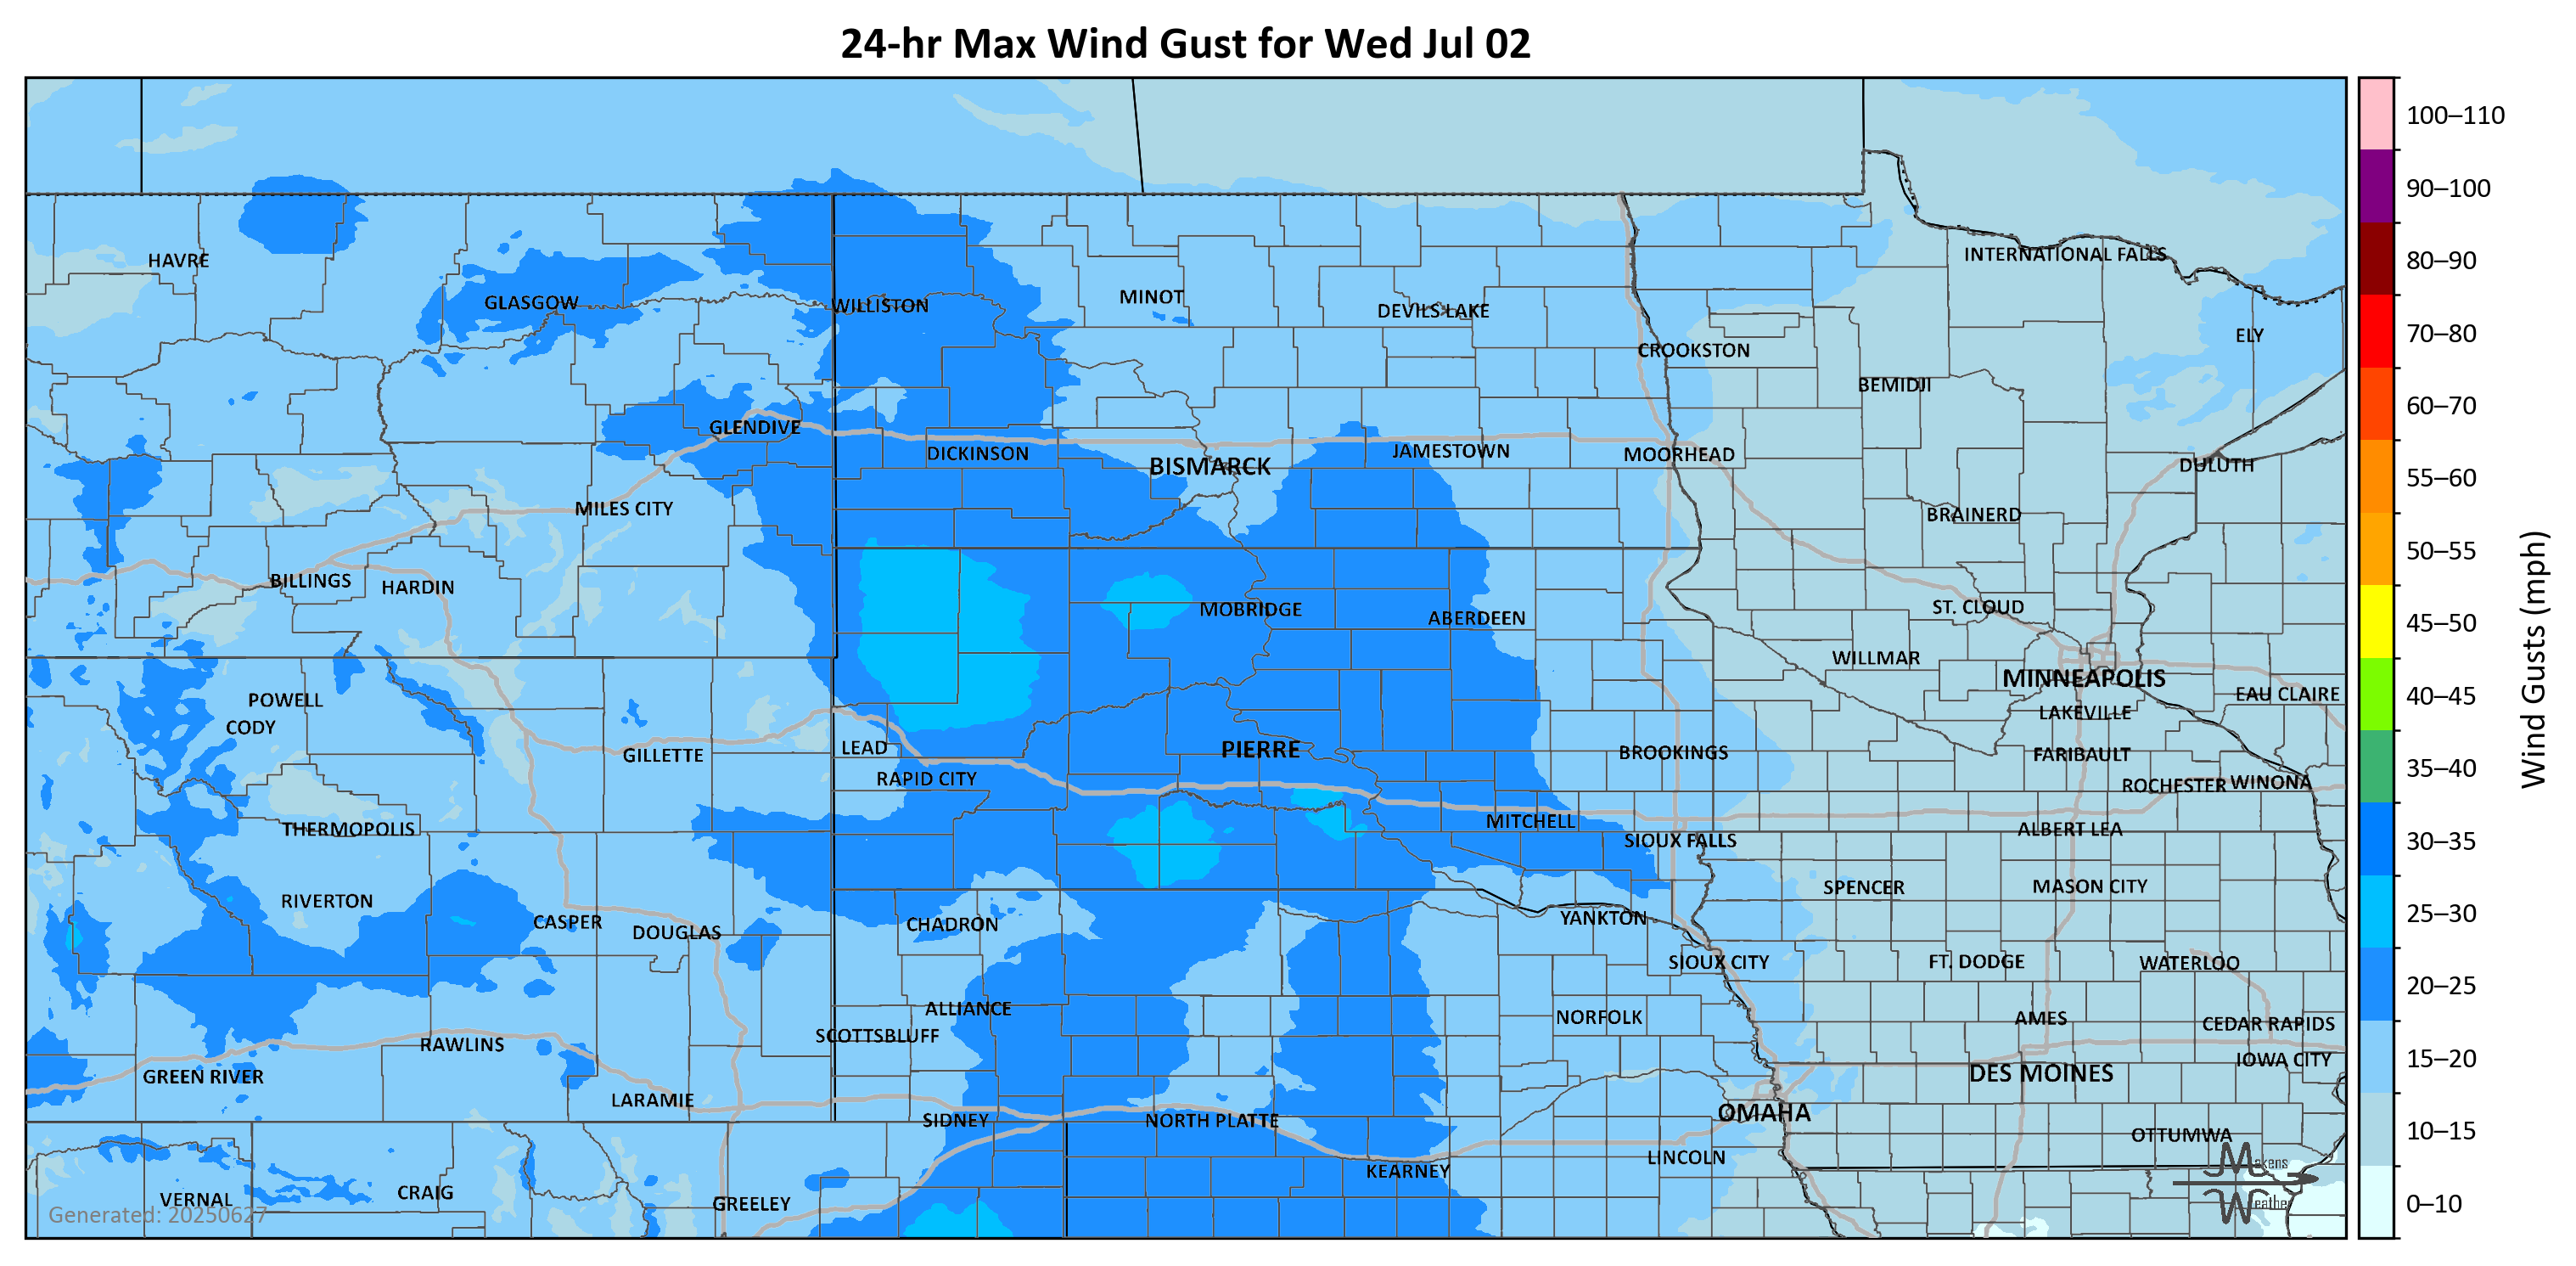 24-hr Max Wind Gust for Wed Jul 02
100–110
90–100
80–90
70–80
60–70
55–60
50–55
45–50
40–45
35–40
30–35
25–30
20–25
15–20
10–15
0–10
Wind Gusts (mph)
INTERNATIONAL FALLS
HAVRE
MINOT
GLASGOW
WILLISTON
DEVILS LAKE
ELY
CROOKSTON
BEMIDJI
GLENDIVE
JAMESTOWN
DICKINSON
MOORHEAD
BISMARCK
DULUTH
MILES CITY
BRAINERD
BILLINGS
HARDIN
ST. CLOUD
MOBRIDGE
ABERDEEN
WILLMAR
MINNEAPOLIS
EAU CLAIRE
POWELL
LAKEVILLE
CODY
LEAD
PIERRE
BROOKINGS
GILLETTE
FARIBAULT
RAPID CITY
WINONA
ROCHESTER
MITCHELL
THERMOPOLIS
ALBERT LEA
SIOUX FALLS
SPENCER
MASON CITY
RIVERTON
YANKTON
CASPER
CHADRON
DOUGLAS
SIOUX CITY
FT. DODGE
WATERLOO
ALLIANCE
NORFOLK
AMES
CEDAR RAPIDS
SCOTTSBLUFF
RAWLINS
IOWA CITY
GREEN RIVER
DES MOINES
LARAMIE
OMAHA
SIDNEY
NORTH PLATTE
OTTUMWA
LINCOLN
KEARNEY
Makens
Weather
CRAIG
VERNAL
GREELEY
Generated: 20250627